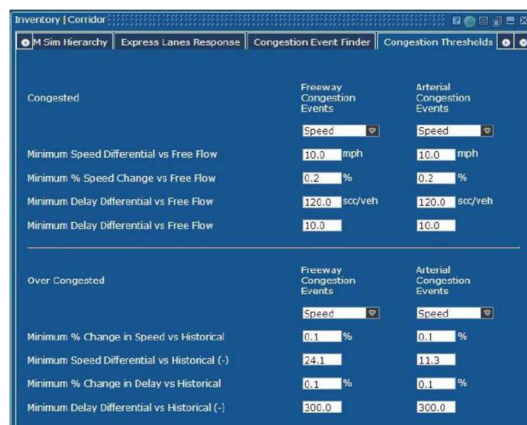 Inventory | Corridor
M Sim Hierarchy Express Lanes Response Congestion Event Finder Congestion Thresholds
Congested Freeway Congestion Events Arterial Congestion Events
Speed Speed
Minimum Speed Differential vs Free Flow 10.0 mph 10.0 mph
Minimum % Speed Change vs Free Flow 0.2 % 0.2 %
Minimum Delay Differential vs Free Flow 120.0 scc/veh 120.0 scc/veh
Minimum Delay Differential vs Free Flow 10.0 10.0
Over Congested Freeway Congestion Events Arterial Congestion Events
Speed Speed
Minimum % Change in Speed vs Historical 0.1 % 0.1 %
Minimum Speed Differential vs Historical (-) 24.1 11.3
Minimum % Change in Delay vs Historical 0.1 % 0.1 %
Minimum Delay Differential vs Historical (-) 300.0 300.0